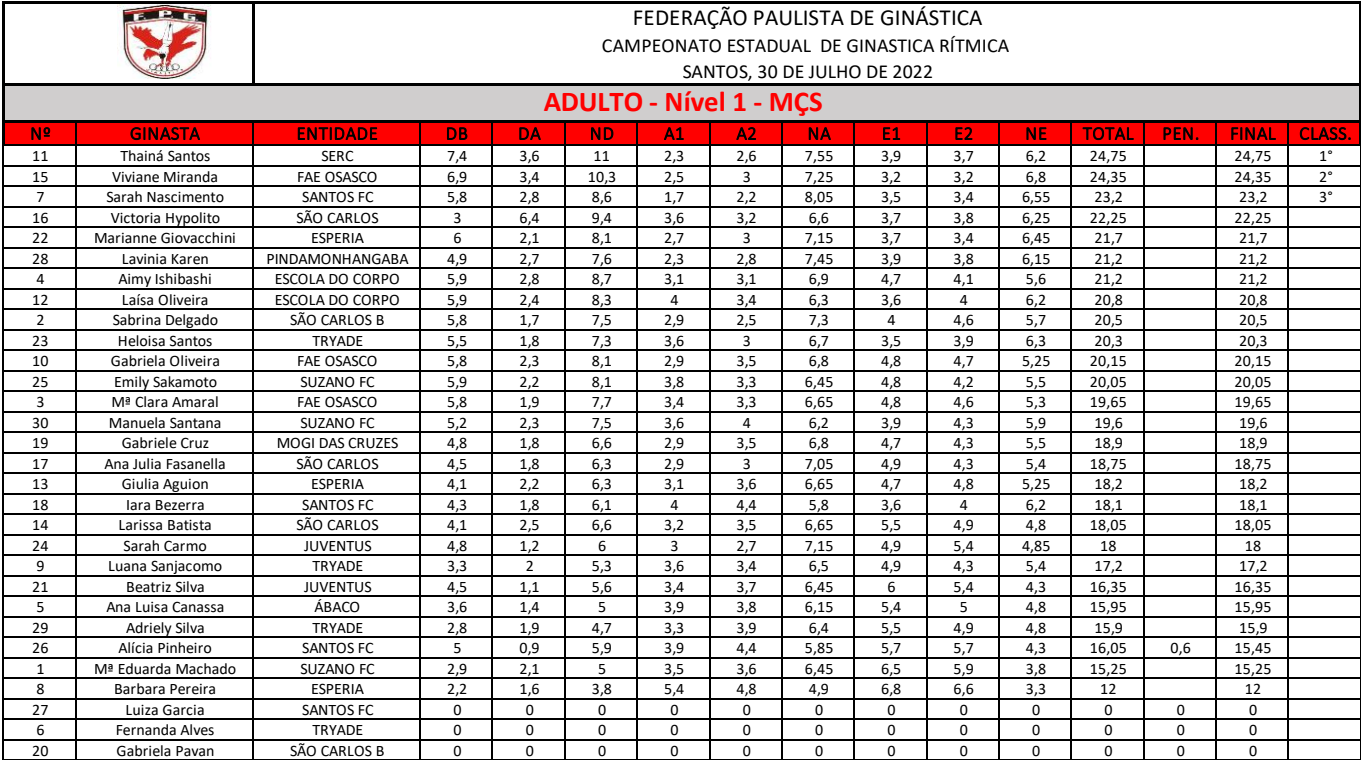 F. P. G.
FEDERAÇÃO PAULISTA DE GINÁSTICA
CAMPEONATO ESTADUAL DE GINASTICA RÍTMICA
SANTOS, 30 DE JULHO DE 2022
ADULTO - Nível 1 - MÇS
Nº GINASTA ENTIDADE DB DA ND A1 A2 NA E1 E2 NE TOTAL PEN. FINAL CLASS.
11 Thainá Santos SERC 7,4 3,6 11 2,3 2,6 7,55 3,9 3,7 6,2 24,75 24,75 1°
15 Viviane Miranda FAE OSASCO 6,9 3,4 10,3 2,5 3 7,25 3,2 3,2 6,8 24,35 24,35 2°
7 Sarah Nascimento SANTOS FC 5,8 2,8 8,6 1,7 2,2 8,05 3,5 3,4 6,55 23,2 23,2 3°
16 Victoria Hypolito SÃO CARLOS 3 6,4 9,4 3,6 3,2 6,6 3,7 3,8 6,25 22,25 22,25
22 Marianne Giovacchini ESPERIA 6 2,1 8,1 2,7 3 7,15 3,7 3,4 6,45 21,7 21,7
28 Lavinia Karen PINDAMONHANGABA 4,9 2,7 7,6 2,3 2,8 7,45 3,9 3,8 6,15 21,2 21,2
4 Aimy Ishibashi ESCOLA DO CORPO 5,9 2,8 8,7 3,1 3,1 6,9 4,7 4,1 5,6 21,2 21,2
12 Laísa Oliveira ESCOLA DO CORPO 5,9 2,4 8,3 4 3,4 6,3 3,6 4 6,2 20,8 20,8
2 Sabrina Delgado SÃO CARLOS B 5,8 1,7 7,5 2,9 2,5 7,3 4 4,6 5,7 20,5 20,5
23 Heloisa Santos TRYADE 5,5 1,8 7,3 3,6 3 6,7 3,5 3,9 6,3 20,3 20,3
10 Gabriela Oliveira FAE OSASCO 5,8 2,3 8,1 2,9 3,5 6,8 4,8 4,7 5,25 20,15 20,15
25 Emily Sakamoto SUZANO FC 5,9 2,2 8,1 3,8 3,3 6,45 4,8 4,2 5,5 20,05 20,05
3 Mª Clara Amaral FAE OSASCO 5,8 1,9 7,7 3,4 3,3 6,65 4,8 4,6 5,3 19,65 19,65
30 Manuela Santana SUZANO FC 5,2 2,3 7,5 3,6 4 6,2 3,9 4,3 5,9 19,6 19,6
19 Gabriele Cruz MOGI DAS CRUZES 4,8 1,8 6,6 2,9 3,5 6,8 4,7 4,3 5,5 18,9 18,9
17 Ana Julia Fasanella SÃO CARLOS 4,5 1,8 6,3 2,9 3 7,05 4,9 4,3 5,4 18,75 18,75
13 Giulia Aguion ESPERIA 4,1 2,2 6,3 3,1 3,6 6,65 4,7 4,8 5,25 18,2 18,2
18 Iara Bezerra SANTOS FC 4,3 1,8 6,1 4 4,4 5,8 3,6 4 6,2 18,1 18,1
14 Larissa Batista SÃO CARLOS 4,1 2,5 6,6 3,2 3,5 6,65 5,5 4,9 4,8 18,05 18,05
24 Sarah Carmo JUVENTUS 4,8 1,2 6 3 2,7 7,15 4,9 5,4 4,85 18 18
9 Luana Sanjacomo TRYADE 3,3 2 5,3 3,6 3,4 6,5 4,9 4,3 5,4 17,2 17,2
21 Beatriz Silva JUVENTUS 4,5 1,1 5,6 3,4 3,7 6,45 6 5,4 4,3 16,35 16,35
5 Ana Luisa Canassa ÁBACO 3,6 1,4 5 3,9 3,8 6,15 5,4 5 4,8 15,95 15,95
29 Adriely Silva TRYADE 2,8 1,9 4,7 3,3 3,9 6,4 5,5 4,9 4,8 15,9 15,9
26 Alícia Pinheiro SANTOS FC 5 0,9 5,9 3,9 4,4 5,85 5,7 5,7 4,3 16,05 0,6 15,45
1 Mª Eduarda Machado SUZANO FC 2,9 2,1 5 3,5 3,6 6,45 6,5 5,9 3,8 15,25 15,25
8 Barbara Pereira ESPERIA 2,2 1,6 3,8 5,4 4,8 4,9 6,8 6,6 3,3 12 12
27 Luiza Garcia SANTOS FC 0 0 0 0 0 0 0 0 0 0 0 0
6 Fernanda Alves TRYADE 0 0 0 0 0 0 0 0 0 0 0 0
20 Gabriela Pavan SÃO CARLOS B 0 0 0 0 0 0 0 0 0 0 0 0